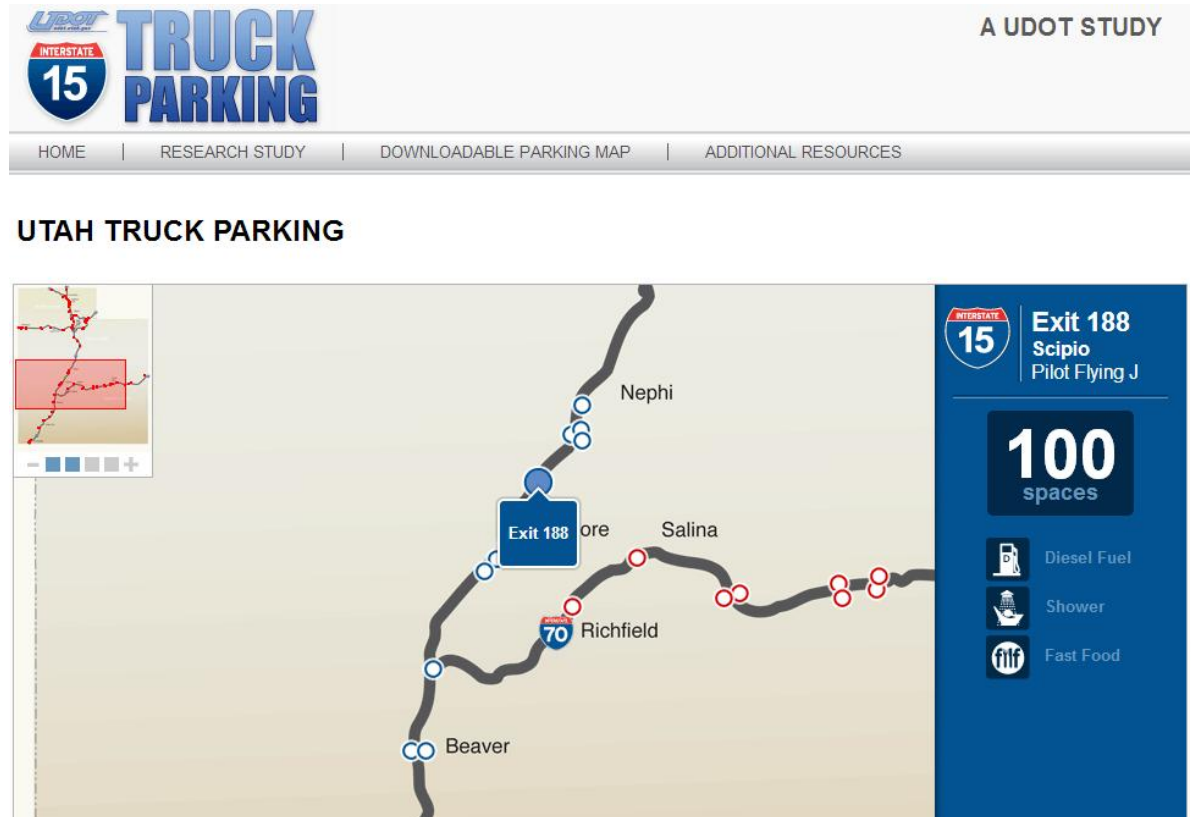 UDOT
INTERSTATE
15
TRUCK
PARKING
A UDOT STUDY
HOME | RESEARCH STUDY | DOWNLOADABLE PARKING MAP | ADDITIONAL RESOURCES
UTAH TRUCK PARKING
Nephi
Exit 188
ore
Salina
70
Richfield
Beaver
- +
INTERSTATE
15
Exit 188
Scipio
Pilot Flying J
100
spaces
D
Diesel Fuel
Shower
Fast Food